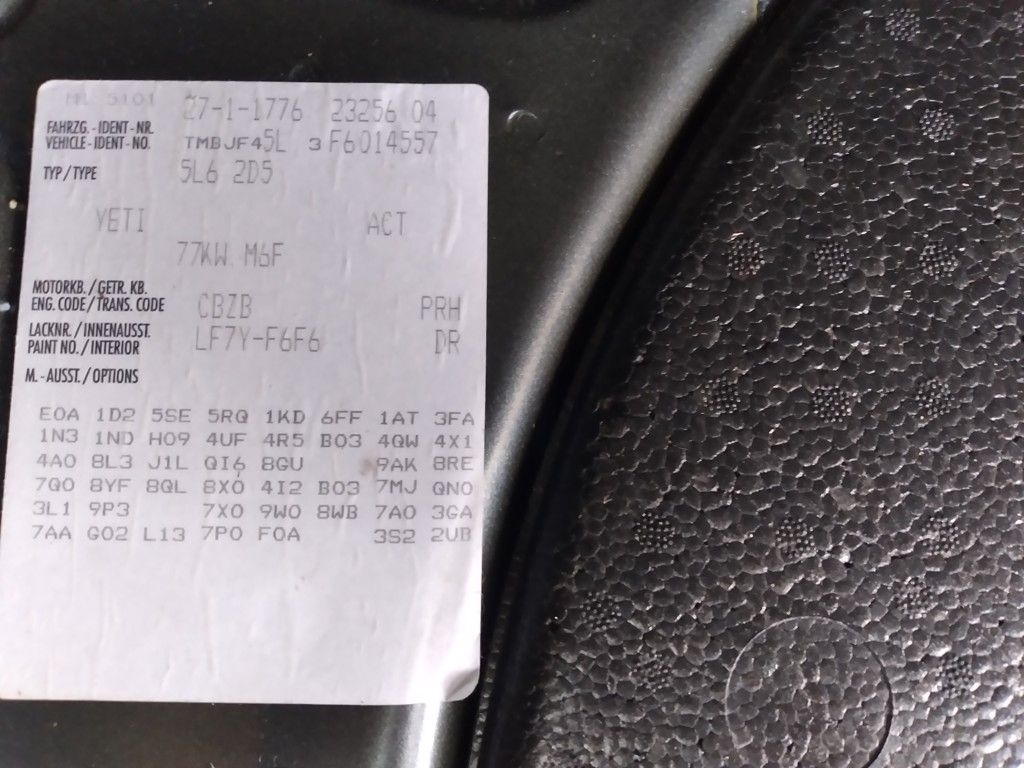 27-1-1776 23256 04
FAHRZG.-IDENT-NR.
VEHICLE-IDENT-NO. TMBJF45L 3 F6014557
TYP/TYPE 5L6 2D5
YETI ACT
77KW M6F
MOTORKB./GETR. KB.
ENG. CODE/TRANS. CODE CBZB PRH
LACKNR./INNENAUSST.
PAINT NO./INTERIOR LF7Y-F6F6 DR
M.-AUSST./OPTIONS
E0A 1D2 5SE 5RQ 1KD 6FF 1AT 3FA
1N3 1ND H09 4UF 4R5 B03 4QW 4X1
4A0 8L3 J1L QI6 8GU 9AK 8RE
7Q0 8YF 8QL 8X0 4I2 B03 7MJ QN0
3L1 9P3 7X0 9W0 8WB 7A0 3GA
7AA G02 L13 7P0 F0A 3S2 2UB